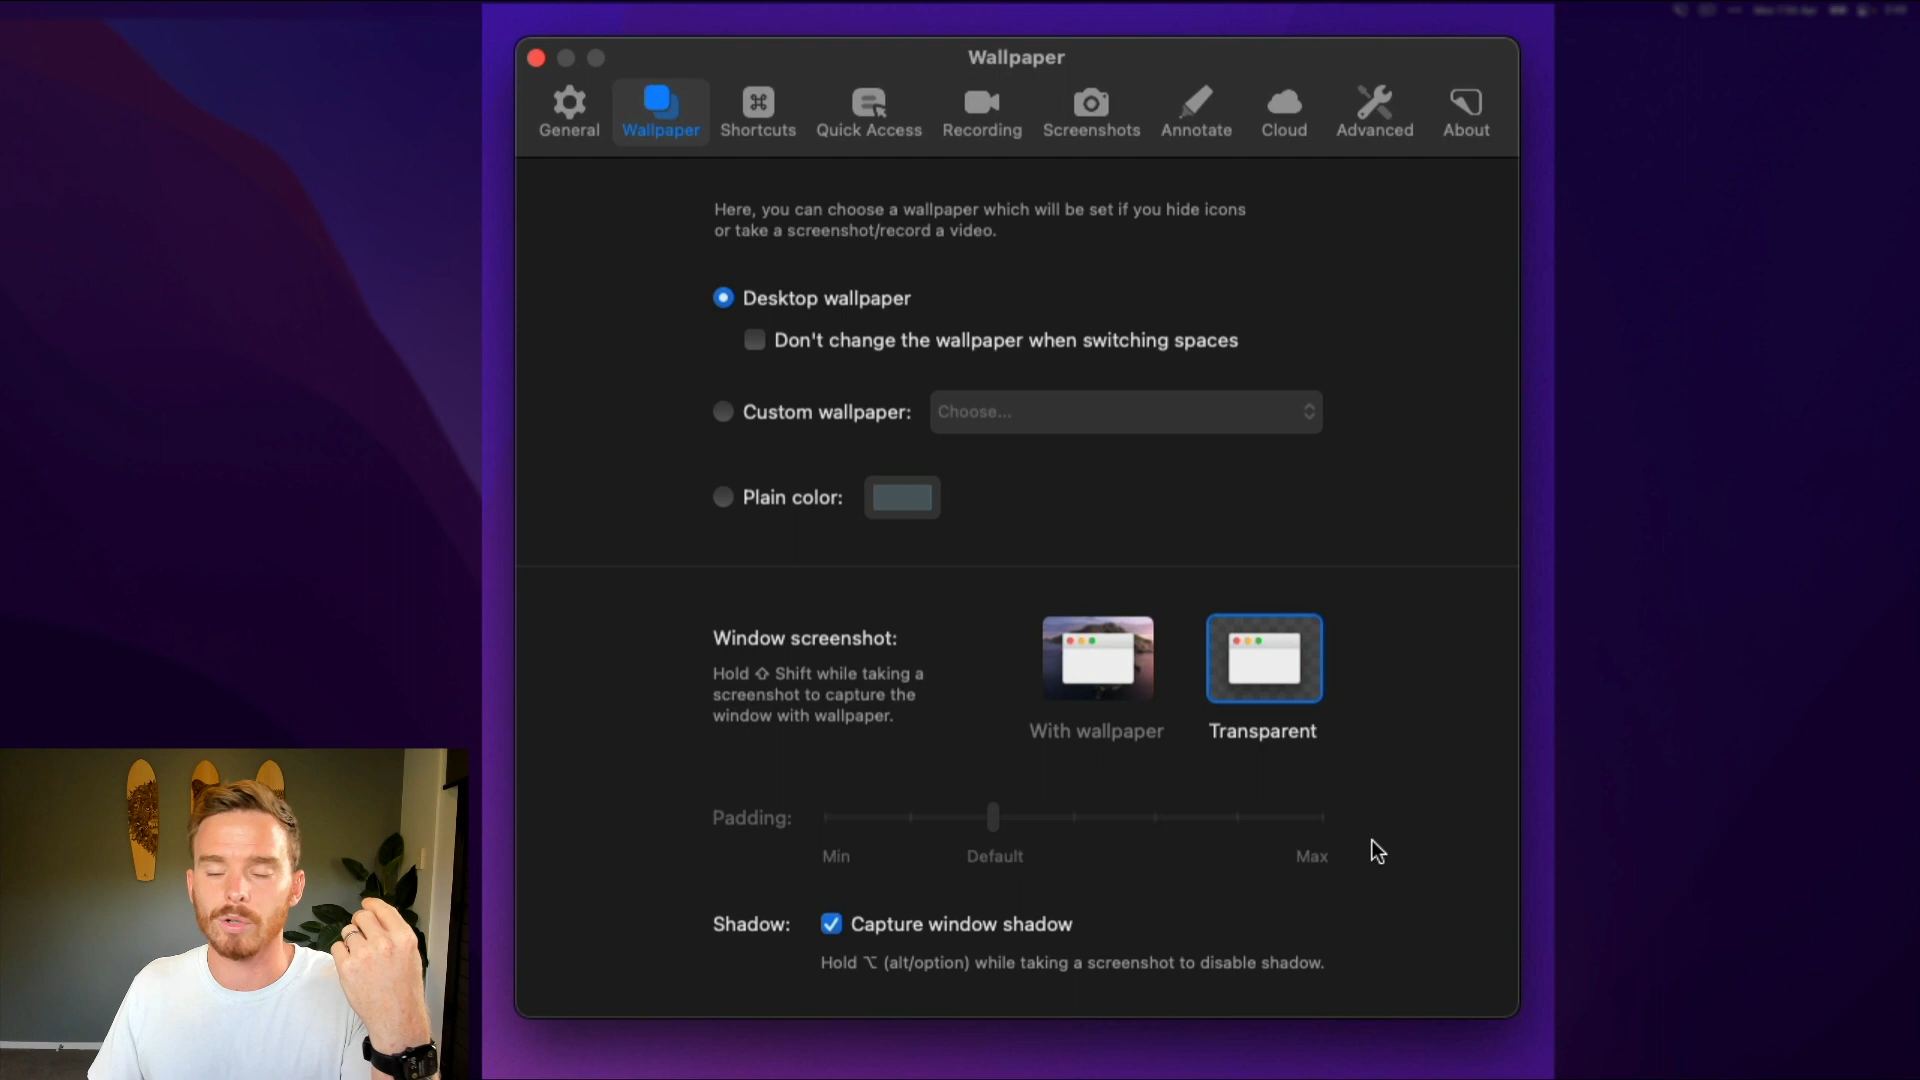 Wallpaper
General
Wallpaper
Shortcuts
Quick Access
Recording
Screenshots
Annotate
Cloud
Advanced
About
Here, you can choose a wallpaper which will be set if you hide icons
or take a screenshot/record a video.
Desktop wallpaper
Don't change the wallpaper when switching spaces
Custom wallpaper:
Choose...
Plain color:
Window screenshot:
Hold ⇧ Shift while taking a
screenshot to capture the
window with wallpaper.
With wallpaper
Transparent
Padding:
Min
Default
Max
Shadow:
Capture window shadow
Hold ⌥ (alt/option) while taking a screenshot to disable shadow.